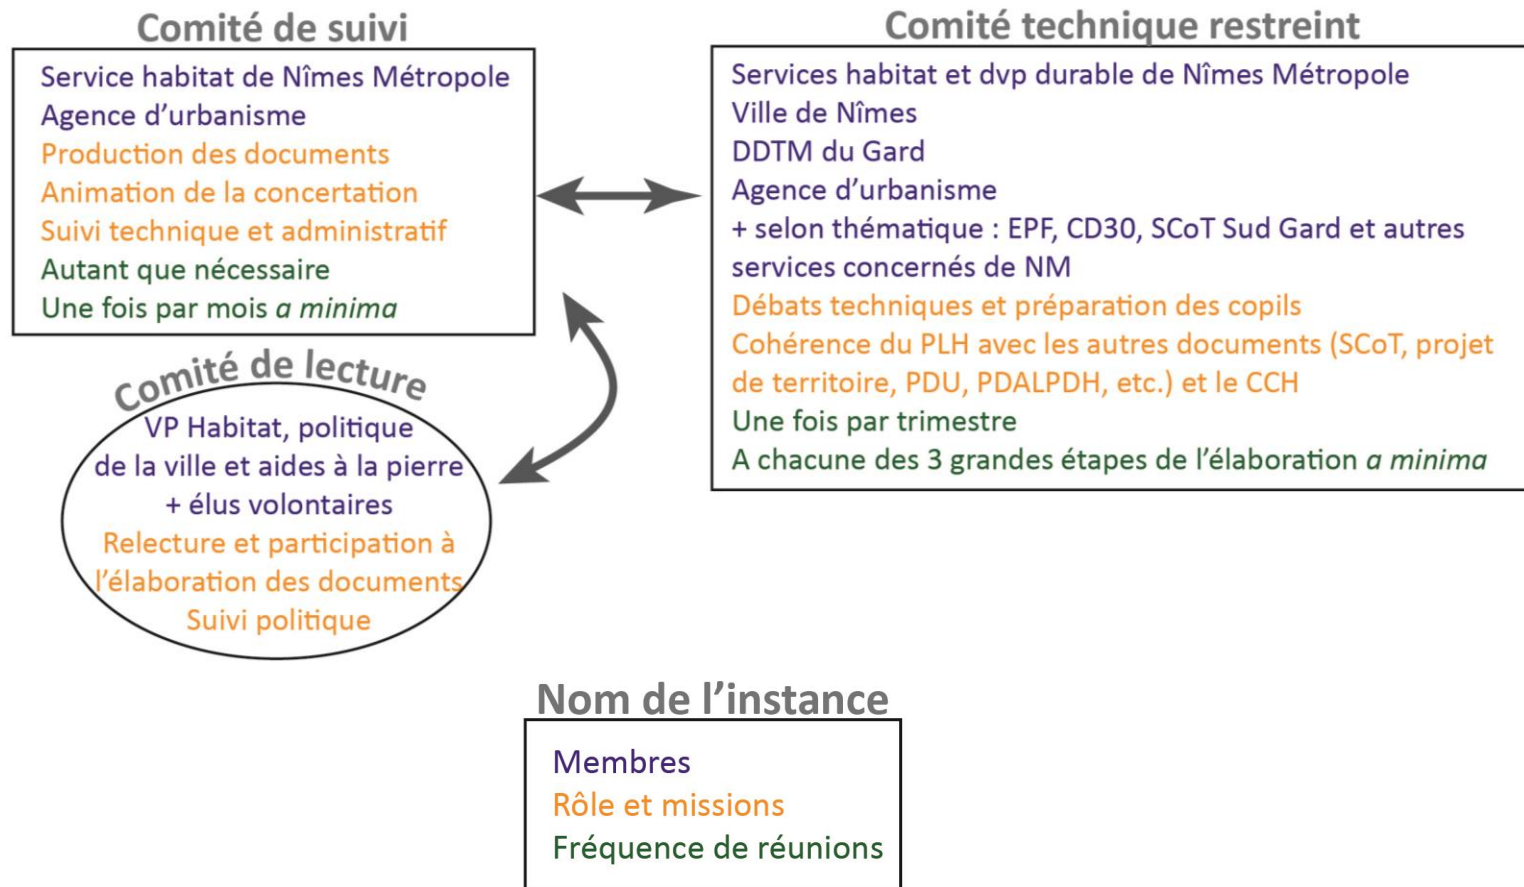 Comité de suivi
Service habitat de Nîmes Métropole
Agence d’urbanisme
Production des documents
Animation de la concertation
Suivi technique et administratif
Autant que nécessaire
Une fois par mois a minima
Comité technique restreint
Services habitat et dvp durable de Nîmes Métropole
Ville de Nîmes
DDTM du Gard
Agence d’urbanisme
+ selon thématique : EPF, CD30, SCoT Sud Gard et autres
services concernés de NM
Débats techniques et préparation des copils
Cohérence du PLH avec les autres documents (SCoT, projet
de territoire, PDU, PDALPDH, etc.) et le CCH
Une fois par trimestre
A chacune des 3 grandes étapes de l’élaboration a minima
Comité de lecture
VP Habitat, politique
de la ville et aides à la pierre
+ élus volontaires
Relecture et participation à
l’élaboration des documents
Suivi politique
Nom de l’instance
Membres
Rôle et missions
Fréquence de réunions